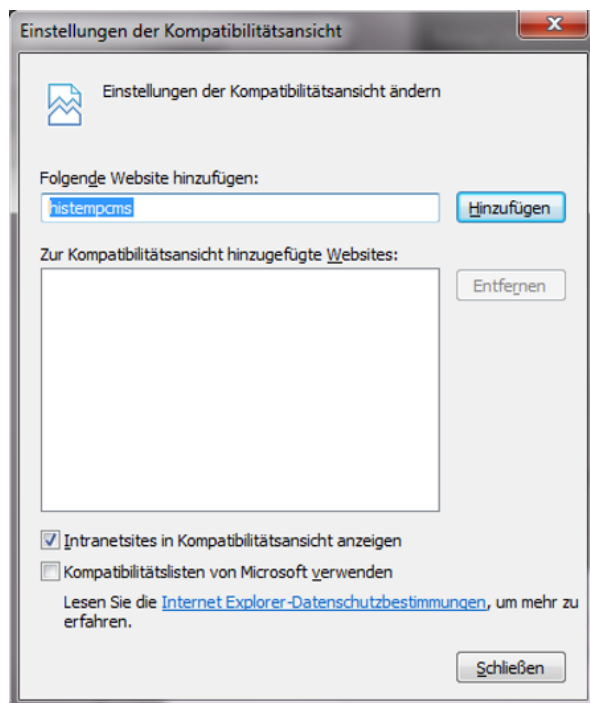 Einstellungen der Kompatibilitätsansicht
Einstellungen der Kompatibilitätsansicht ändern
Folgende Website hinzufügen:
histempcms
Hinzufügen
Zur Kompatibilitätsansicht hinzugefügte Websites:
Entfernen
Intranetsites in Kompatibilitätsansicht anzeigen
Kompatibilitätslisten von Microsoft verwenden
Lesen Sie die Internet Explorer-Datenschutzbestimmungen, um mehr zu
erfahren.
Schließen